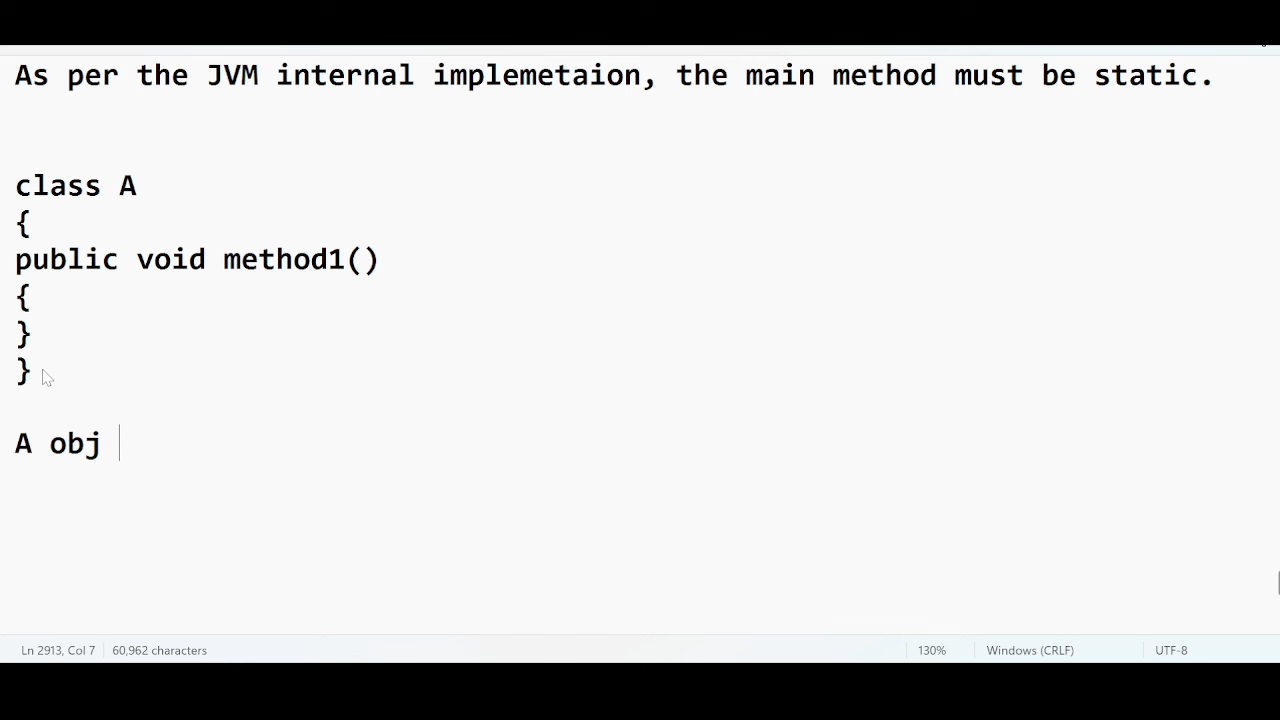 As per the JVM internal implemetaion, the main method must be static.
class A
{
public void method1()
{
}
}
A obj
Ln 2913, Col 7 60,962 characters 130% Windows (CRLF) UTF-8